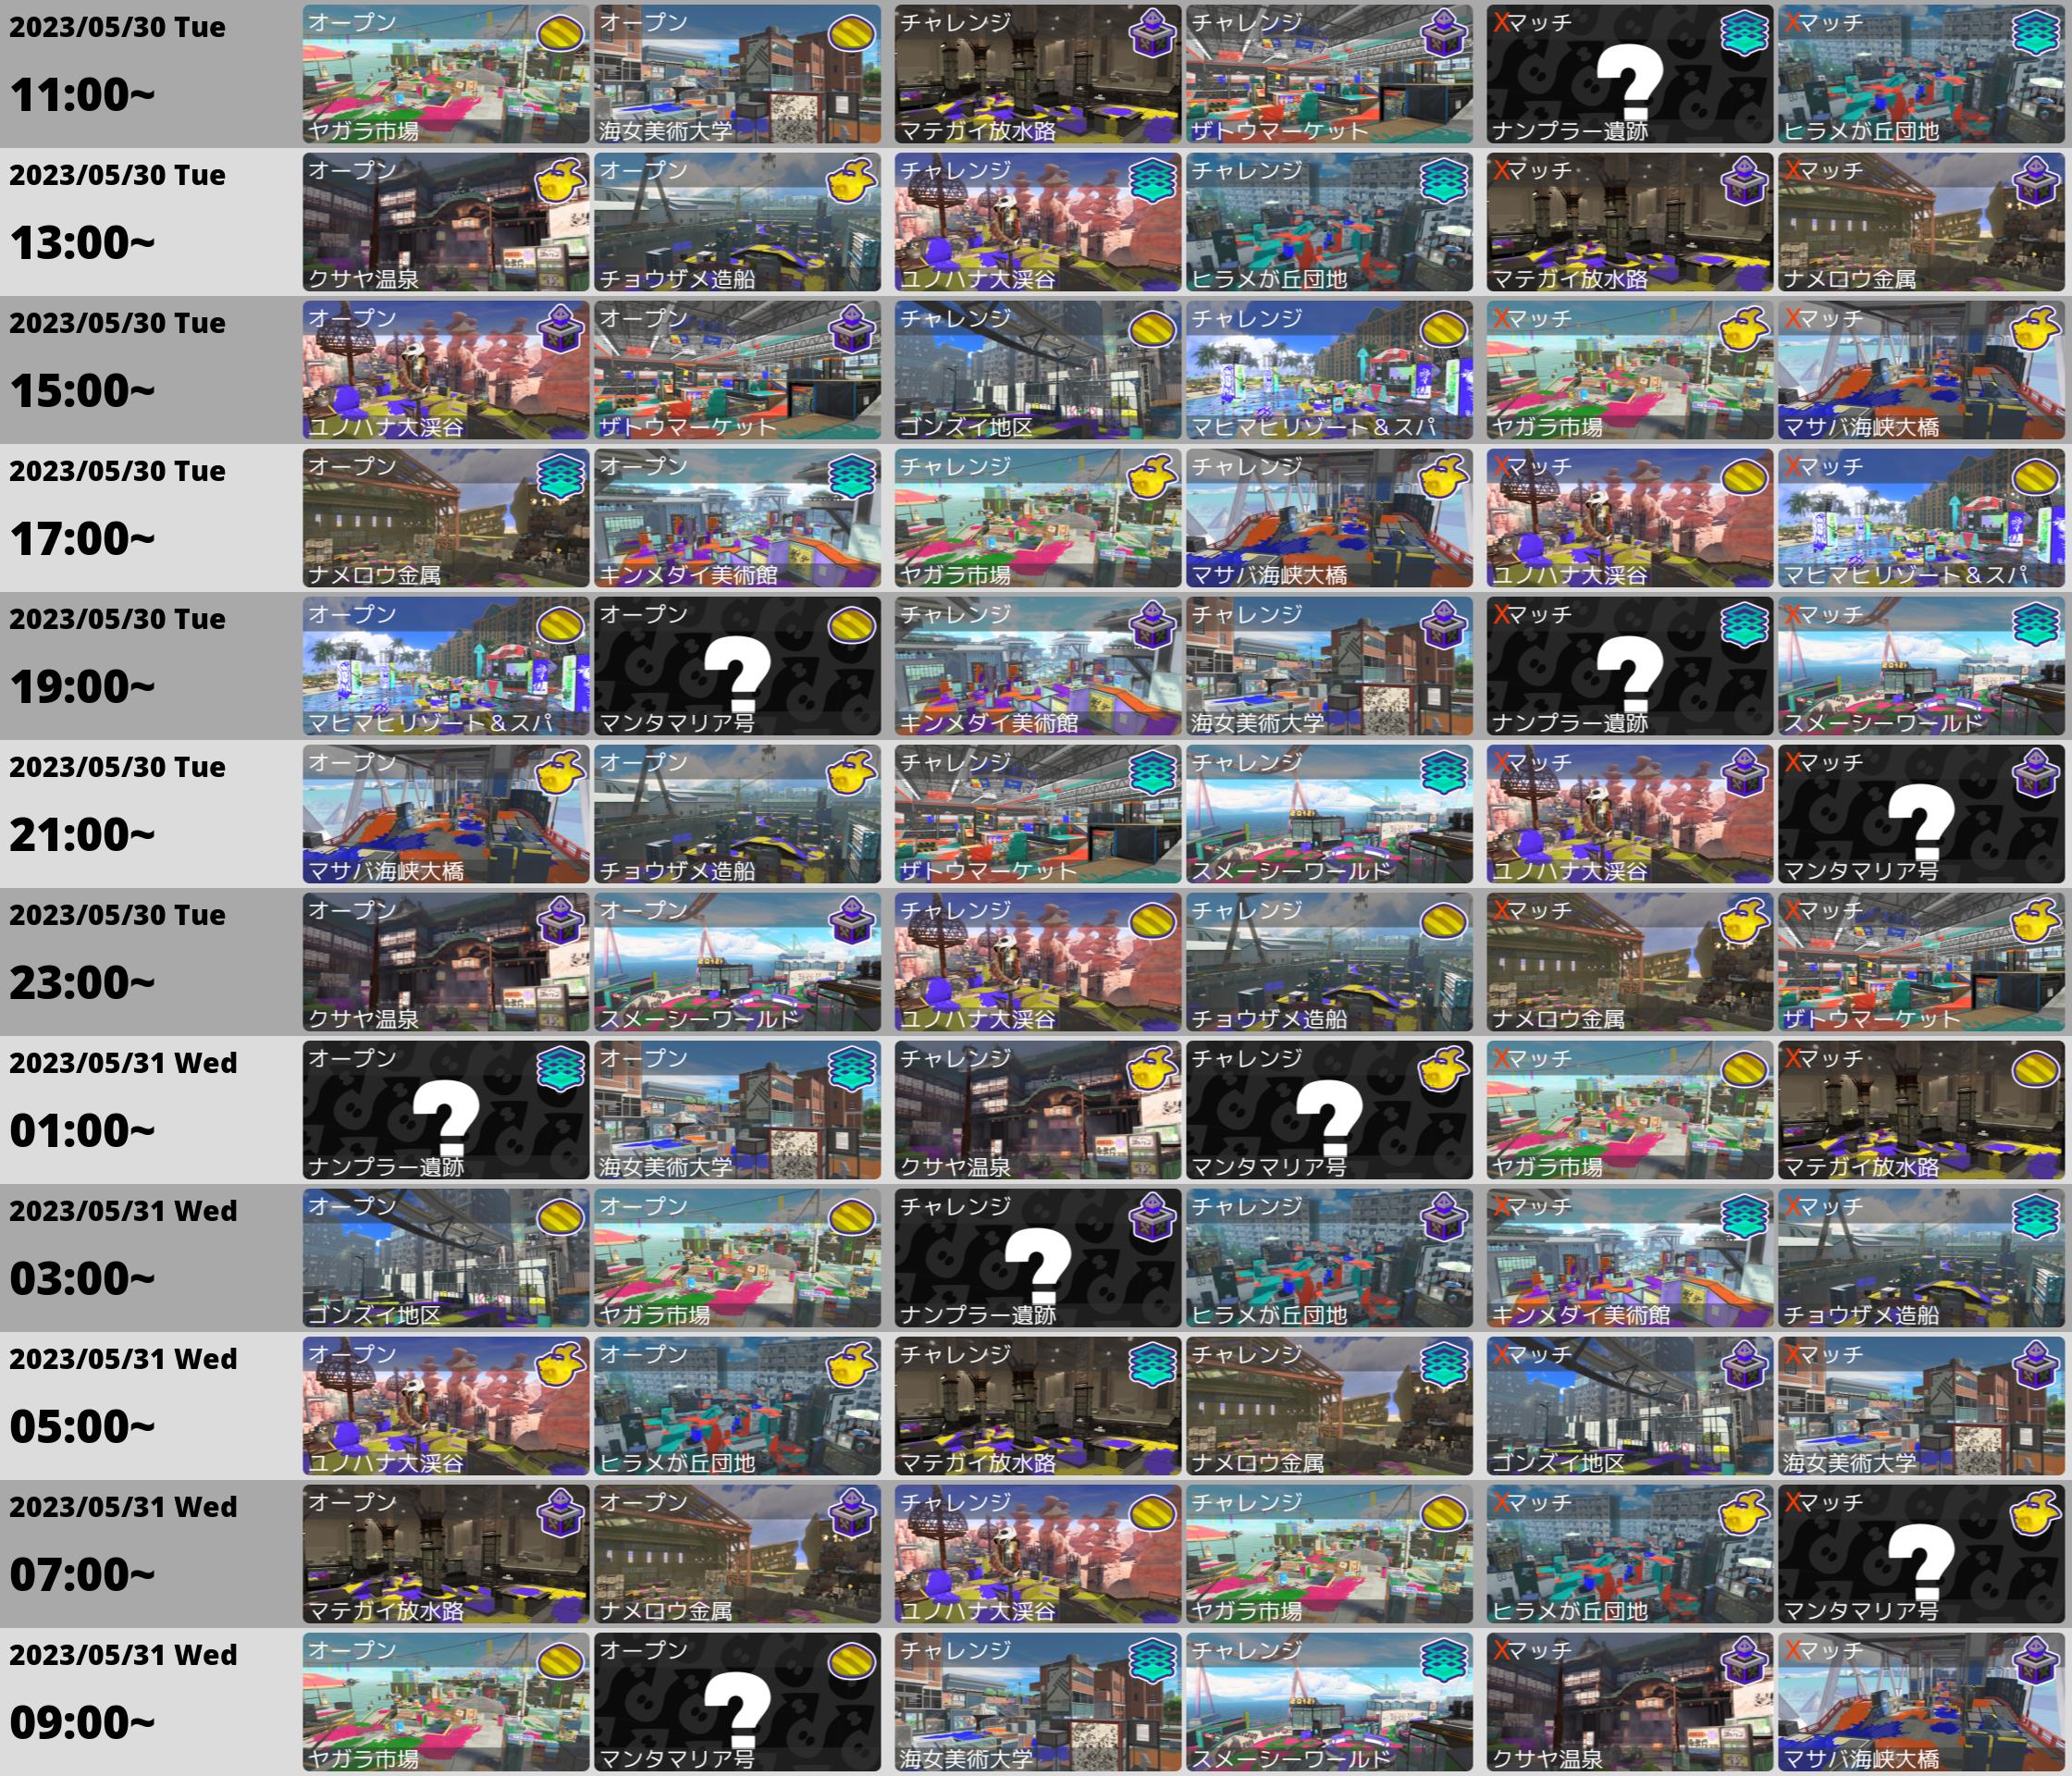 2023/05/30 Tue
11:00~
オープン オープン チャレンジ チャレンジ Xマッチ Xマッチ
ヤガラ市場 海女美術大学 マテガイ放水路 ザトウマーケット ナンプラー遺跡 ヒラメが丘団地
2023/05/30 Tue
13:00~
オープン オープン チャレンジ チャレンジ Xマッチ Xマッチ
クサヤ温泉 チョウザメ造船 ユノハナ大渓谷 ヒラメが丘団地 マテガイ放水路 ナメロウ金属
2023/05/30 Tue
15:00~
オープン オープン チャレンジ チャレンジ Xマッチ Xマッチ
ユノハナ大渓谷 ザトウマーケット ゴンズイ地区 マヒマヒリゾート&スパ ヤガラ市場 マサバ海峡大橋
2023/05/30 Tue
17:00~
オープン オープン チャレンジ チャレンジ Xマッチ Xマッチ
ナメロウ金属 キンメダイ美術館 ヤガラ市場 マサバ海峡大橋 ユノハナ大渓谷 マヒマヒリゾート&スパ
2023/05/30 Tue
19:00~
オープン オープン チャレンジ チャレンジ Xマッチ Xマッチ
マヒマヒリゾート&スパ マンタマリア号 キンメダイ美術館 海女美術大学 ナンプラー遺跡 スメーシーワールド
2023/05/30 Tue
21:00~
オープン オープン チャレンジ チャレンジ Xマッチ Xマッチ
マサバ海峡大橋 チョウザメ造船 ザトウマーケット スメーシーワールド ユノハナ大渓谷 マンタマリア号
2023/05/30 Tue
23:00~
オープン オープン チャレンジ チャレンジ Xマッチ Xマッチ
クサヤ温泉 スメーシーワールド ユノハナ大渓谷 チョウザメ造船 ナメロウ金属 ザトウマーケット
2023/05/31 Wed
01:00~
オープン オープン チャレンジ チャレンジ Xマッチ Xマッチ
ナンプラー遺跡 海女美術大学 クサヤ温泉 マンタマリア号 ヤガラ市場 マテガイ放水路
2023/05/31 Wed
03:00~
オープン オープン チャレンジ チャレンジ Xマッチ Xマッチ
ゴンズイ地区 ヤガラ市場 ナンプラー遺跡 ヒラメが丘団地 キンメダイ美術館 チョウザメ造船
2023/05/31 Wed
05:00~
オープン オープン チャレンジ チャレンジ Xマッチ Xマッチ
ユノハナ大渓谷 ヒラメが丘団地 マテガイ放水路 ナメロウ金属 ゴンズイ地区 海女美術大学
2023/05/31 Wed
07:00~
オープン オープン チャレンジ チャレンジ Xマッチ Xマッチ
マテガイ放水路 ナメロウ金属 ユノハナ大渓谷 ヤガラ市場 ヒラメが丘団地 マンタマリア号
2023/05/31 Wed
09:00~
オープン オープン チャレンジ チャレンジ Xマッチ Xマッチ
ヤガラ市場 マンタマリア号 海女美術大学 スメーシーワールド クサヤ温泉 マサバ海峡大橋